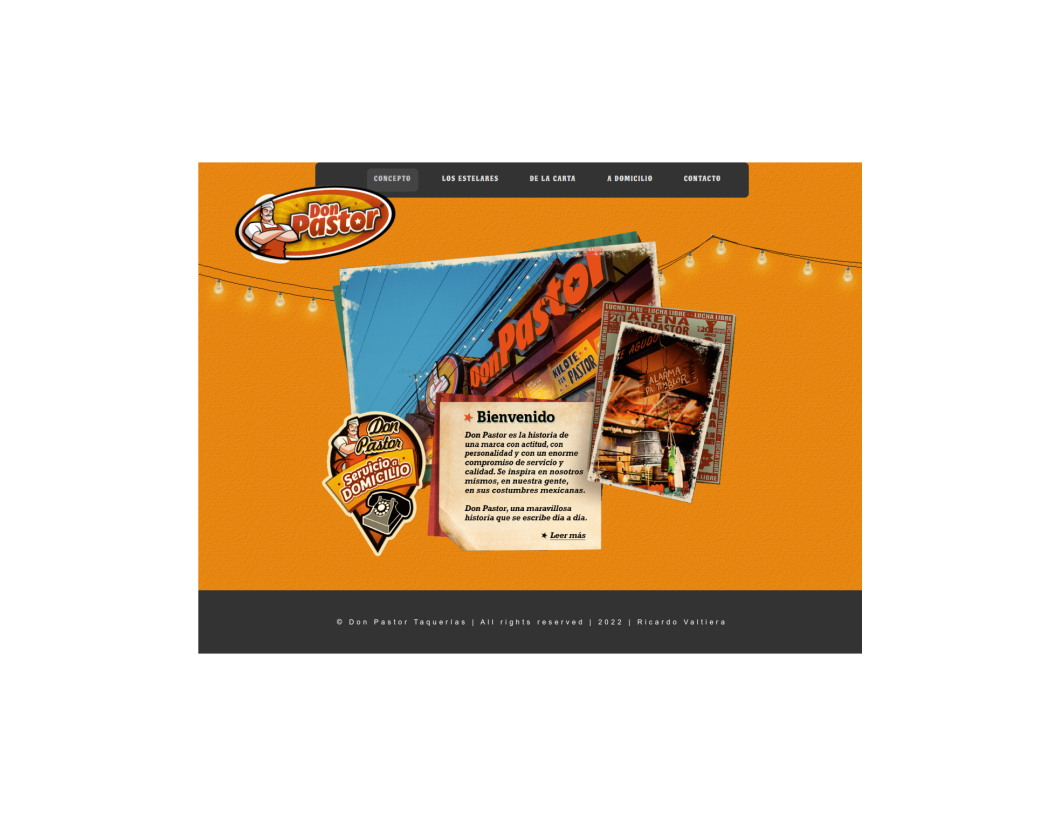 CONCEPTO
LOS ESTELARES
DE LA CARTA
A DOMICILIO
CONTACTO
Don
Pastor
Don Pastor
KILOTE
PASTOR
LUCHA LIBRE · LUCHA LIBRE · LUCHA LIBRE
20 ARENA
DON PASTOR
ALARMA
Don
Pastor
Servicio a
DOMICILIO
Bienvenido
Don Pastor es la historia de
una marca con actitud, con
personalidad y con un enorme
compromiso de servicio y
calidad. Se inspira en nosotros
mismos, en nuestra gente,
en sus costumbres mexicanas.
Don Pastor, una maravillosa
historia que se escribe día a día.
Leer más
© Don Pastor Taquerías | All rights reserved | 2022 | Ricardo Valtiera